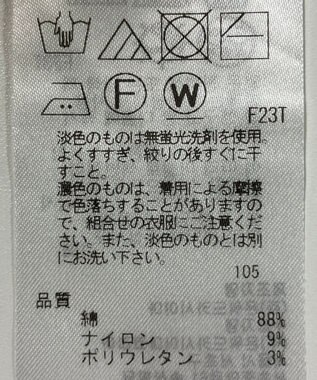 F W
F23T
淡色のものは無蛍光洗剤を使用。
よくすすぎ、絞りの後すぐに干
すこと。
濃色のものは、着用による摩擦
で色落ちすることがありますの
で、組合せの衣服にご注意くだ
さい。また、淡色のものとは別
にお洗い下さい。
105
品質
綿 88%
ナイロン 9%
ポリウレタン 3%